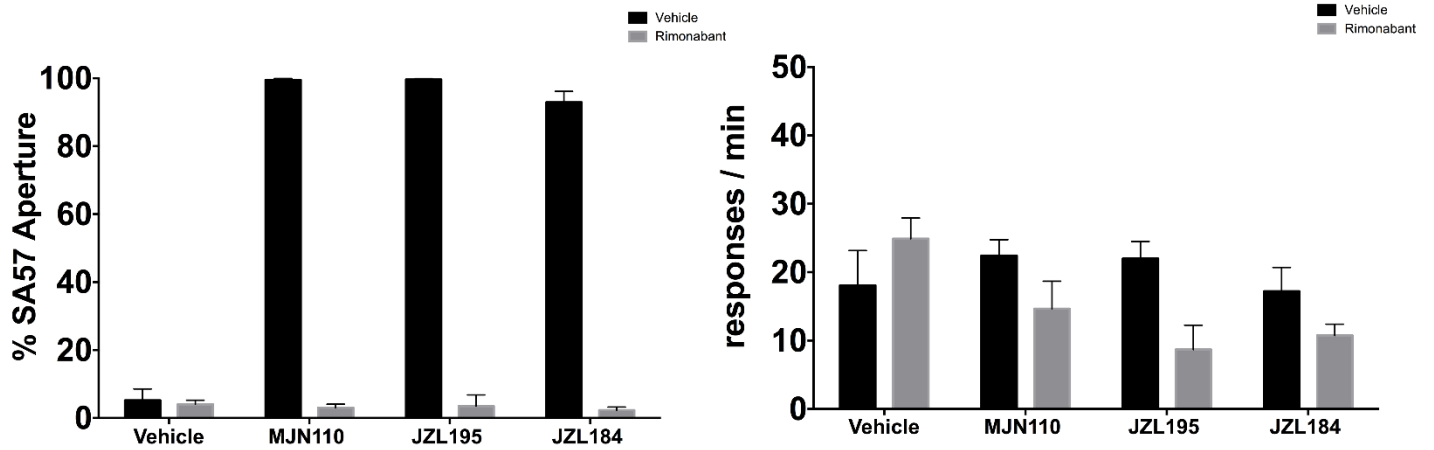 Vehicle
Rimonabant
% SA57 Aperture
100
80
60
40
20
0
Vehicle MJN110 JZL195 JZL184
Vehicle
Rimonabant
responses / min
50
40
30
20
10
0
Vehicle MJN110 JZL195 JZL184